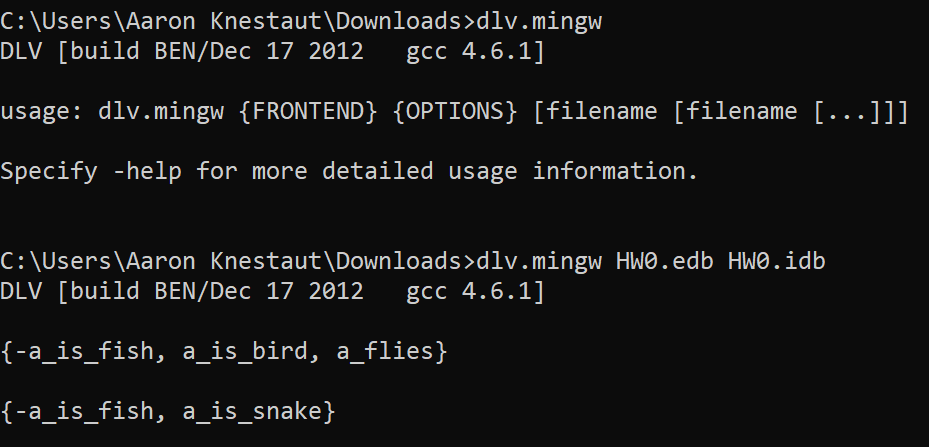 C:\Users\Aaron Knestaut\Downloads>dlv.mingw
DLV [build BEN/Dec 17 2012   gcc 4.6.1]
usage: dlv.mingw {FRONTEND} {OPTIONS} [filename [filename [...]]]
Specify -help for more detailed usage information.
C:\Users\Aaron Knestaut\Downloads>dlv.mingw HW0.edb HW0.idb
DLV [build BEN/Dec 17 2012   gcc 4.6.1]
{-a_is_fish, a_is_bird, a_flies}
{-a_is_fish, a_is_snake}